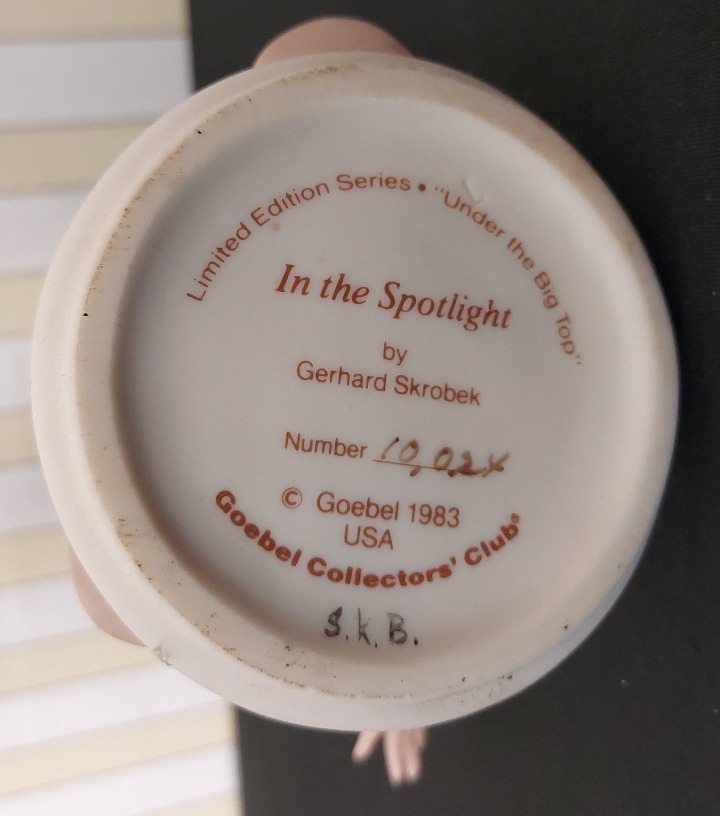 Limited Edition Series • "Under the Big Top"
In the Spotlight
by
Gerhard Skrobek
Number
© Goebel 1983
USA
Goebel Collectors' Club®
S.K.B.